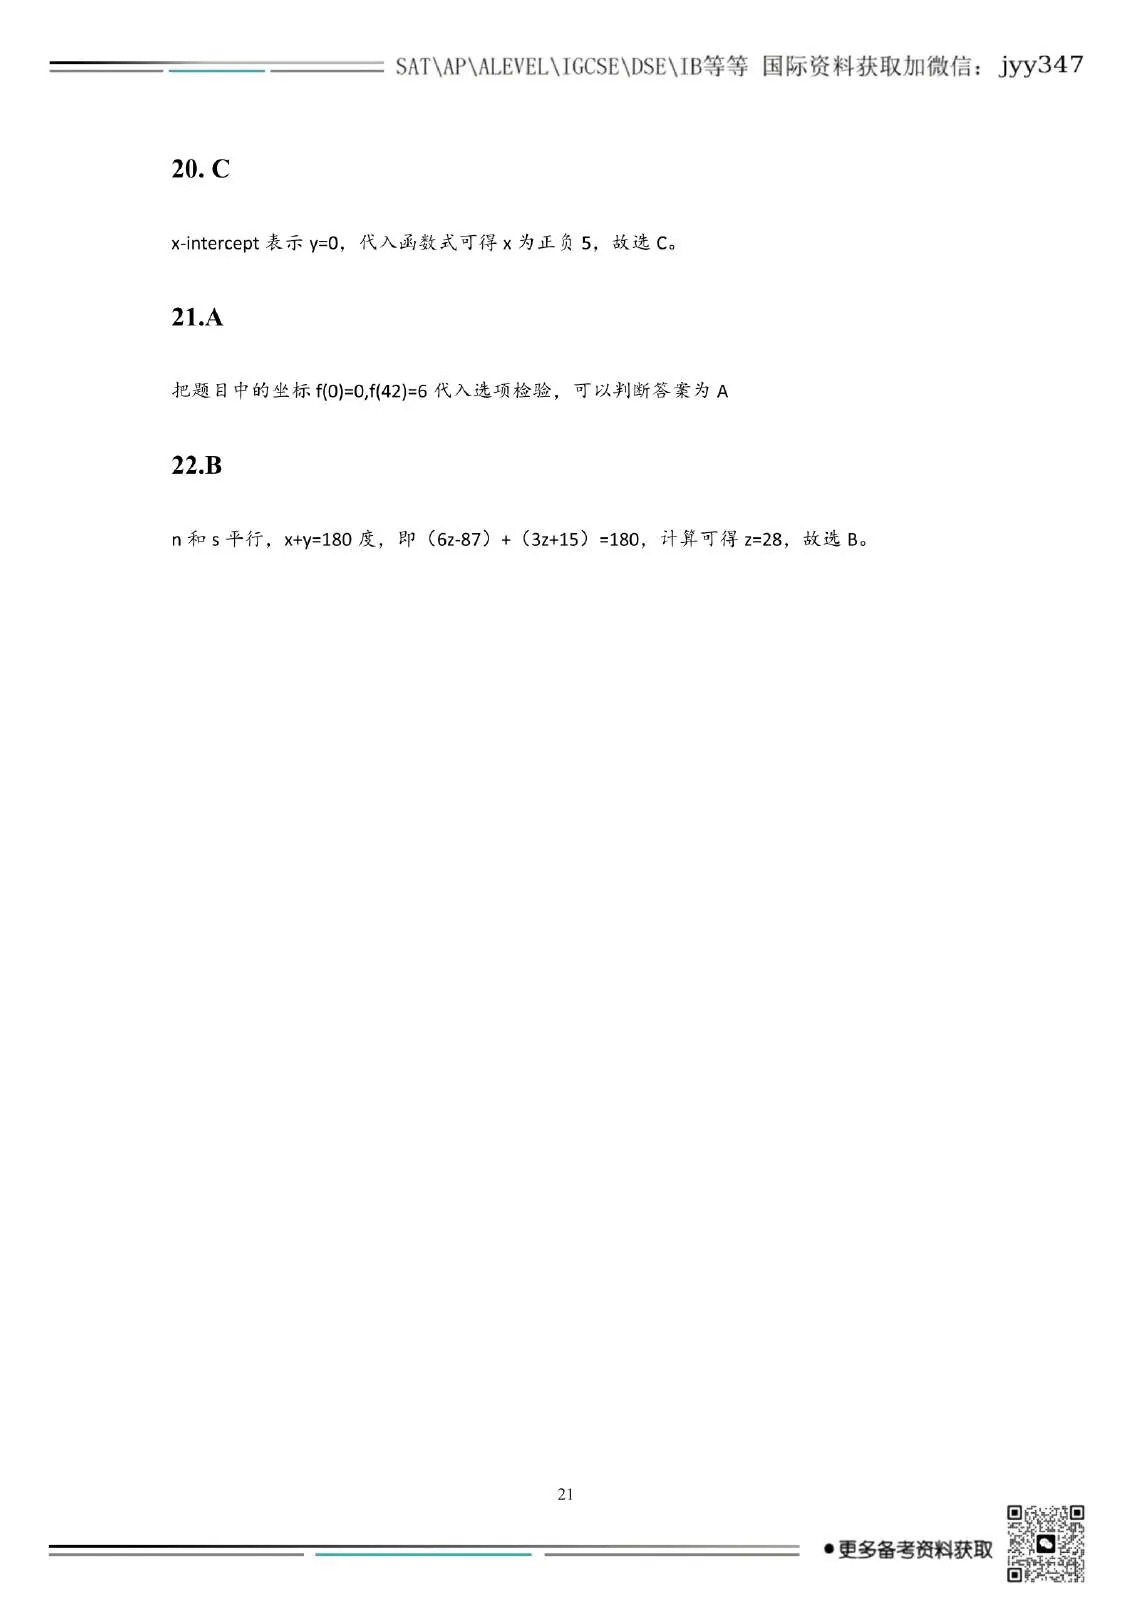 SAT\AP\ALEVEL\IGCSE\DSE\IB等等 国际资料获取加微信：jyy347
20. C
x-intercept 表示 y=0，代入函数式可得 x 为正负 5，故选 C。
21.A
把题目中的坐标 f(0)=0,f(42)=6 代入选项检验，可以判断答案为 A
22.B
n 和 s 平行，x+y=180 度，即（6z-87）+（3z+15）=180，计算可得 z=28，故选 B。
21
●更多备考资料获取